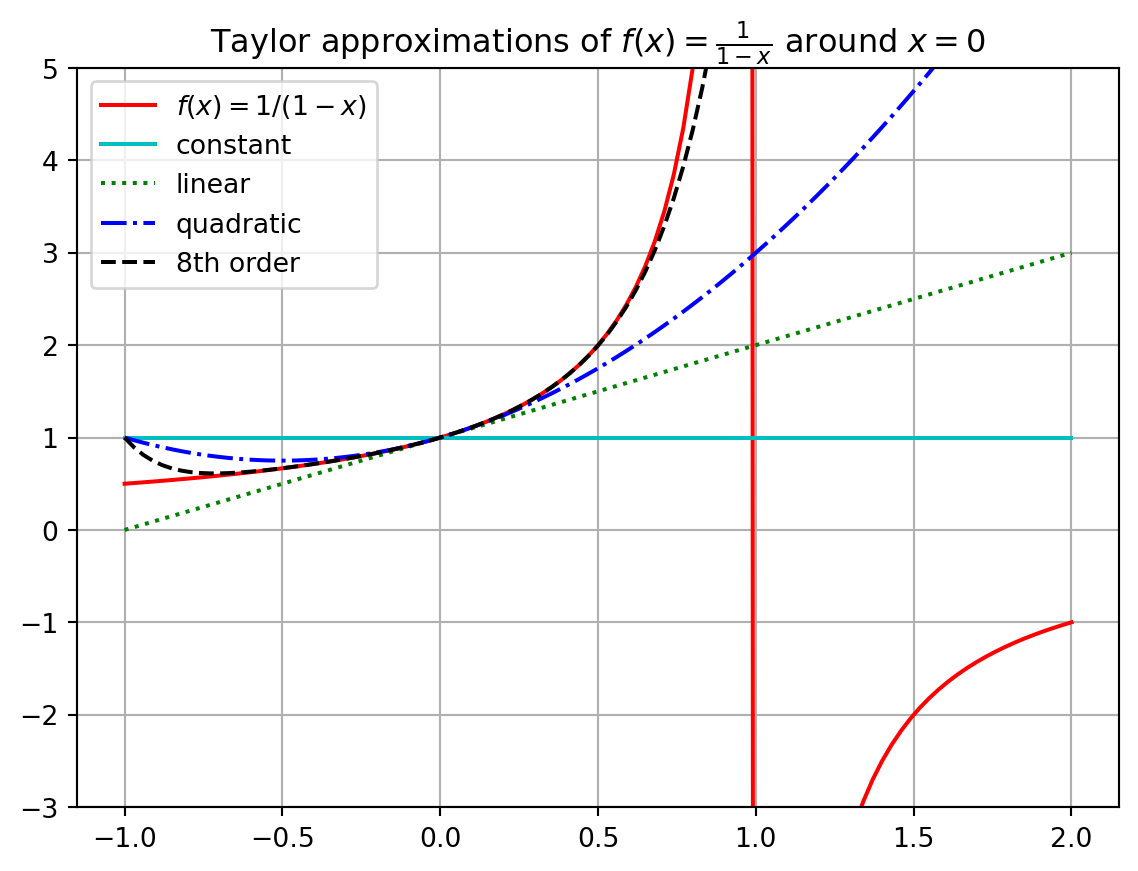 Taylor approximations of $f(x) = \frac{1}{1-x}$ around $x = 0$
5
4
3
2
1
0
−1
−2
−3
f(x) = 1/(1 − x)
constant
linear
quadratic
8th order
−1.0 −0.5 0.0 0.5 1.0 1.5 2.0